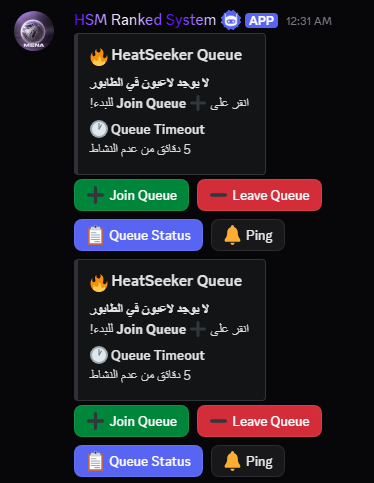 HSM Ranked System APP 12:31 AM
MENA
🔥 HeatSeeker Queue
لا يوجد لاعبون في الطابور
انقر على ➕ Join Queue للبدء!
🕐 Queue Timeout
5 دقائق من عدم النشاط
➕ Join Queue
➖ Leave Queue
📋 Queue Status
🔔 Ping
🔥 HeatSeeker Queue
لا يوجد لاعبون في الطابور
انقر على ➕ Join Queue للبدء!
🕐 Queue Timeout
5 دقائق من عدم النشاط
➕ Join Queue
➖ Leave Queue
📋 Queue Status
🔔 Ping